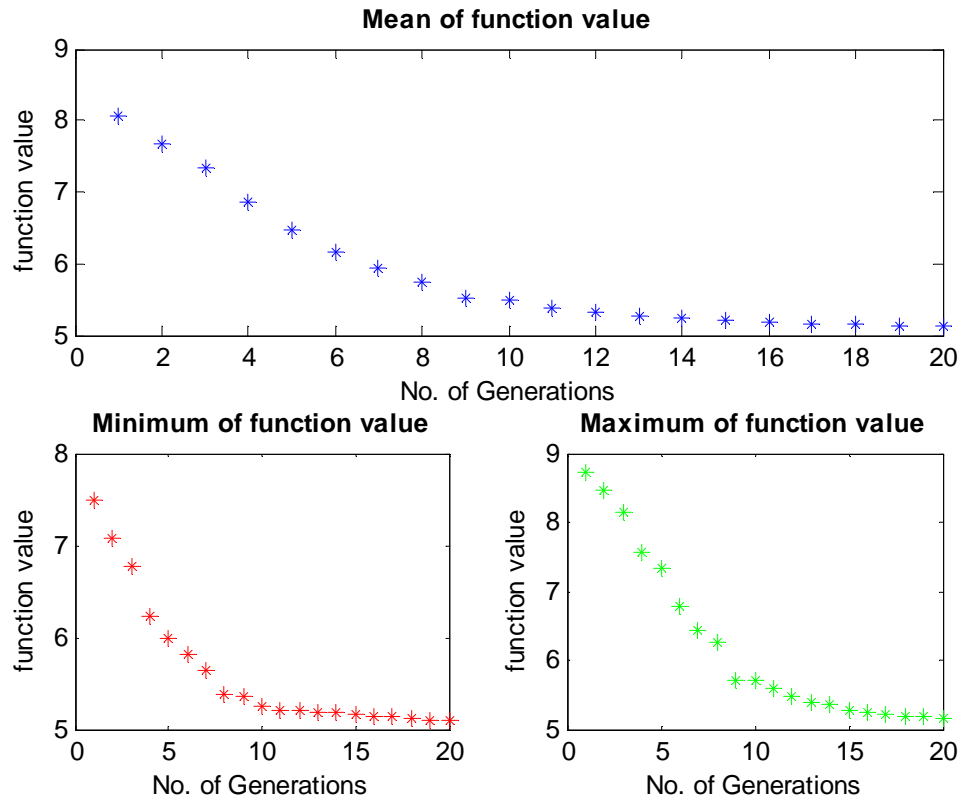 Mean of function value
9
8
7
6
5
function value
0 2 4 6 8 10 12 14 16 18 20
No. of Generations
Minimum of function value
8
7
6
5
function value
0 5 10 15 20
No. of Generations
Maximum of function value
9
8
7
6
5
function value
0 5 10 15 20
No. of Generations